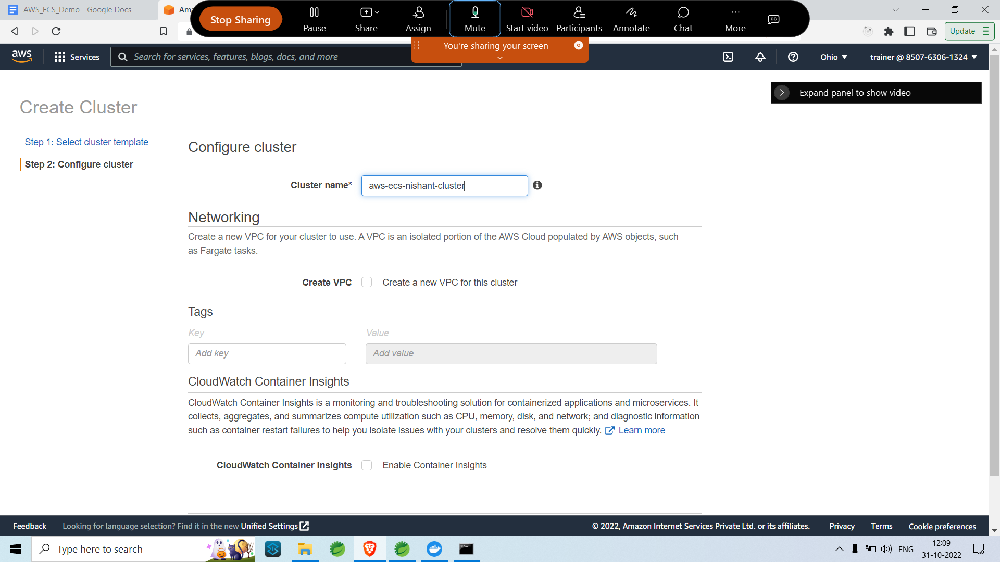 AWS_ECS_Demo - Google Docs
Ama
Stop Sharing
Pause
Share
Assign
Mute
Start video
Participants
Annotate
Chat
More
CC
You're sharing your screen
Update
aws
Services
Search for services, features, blogs, docs, and more
Ohio
trainer @ 8507-6306-1324
Expand panel to show video
Create Cluster
Step 1: Select cluster template
Step 2: Configure cluster
Configure cluster
Cluster name*
aws-ecs-nishant-cluster
Networking
Create a new VPC for your cluster to use. A VPC is an isolated portion of the AWS Cloud populated by AWS objects, such
as Fargate tasks.
Create VPC
Create a new VPC for this cluster
Tags
Key
Value
Add key
Add value
CloudWatch Container Insights
CloudWatch Container Insights is a monitoring and troubleshooting solution for containerized applications and microservices. It
collects, aggregates, and summarizes compute utilization such as CPU, memory, disk, and network; and diagnostic information
such as container restart failures to help you isolate issues with your clusters and resolve them quickly. Learn more
CloudWatch Container Insights
Enable Container Insights
Feedback
Looking for language selection? Find it in the new Unified Settings
© 2022, Amazon Internet Services Private Ltd. or its affiliates.
Privacy
Terms
Cookie preferences
Type here to search
ENG
12:09
31-10-2022